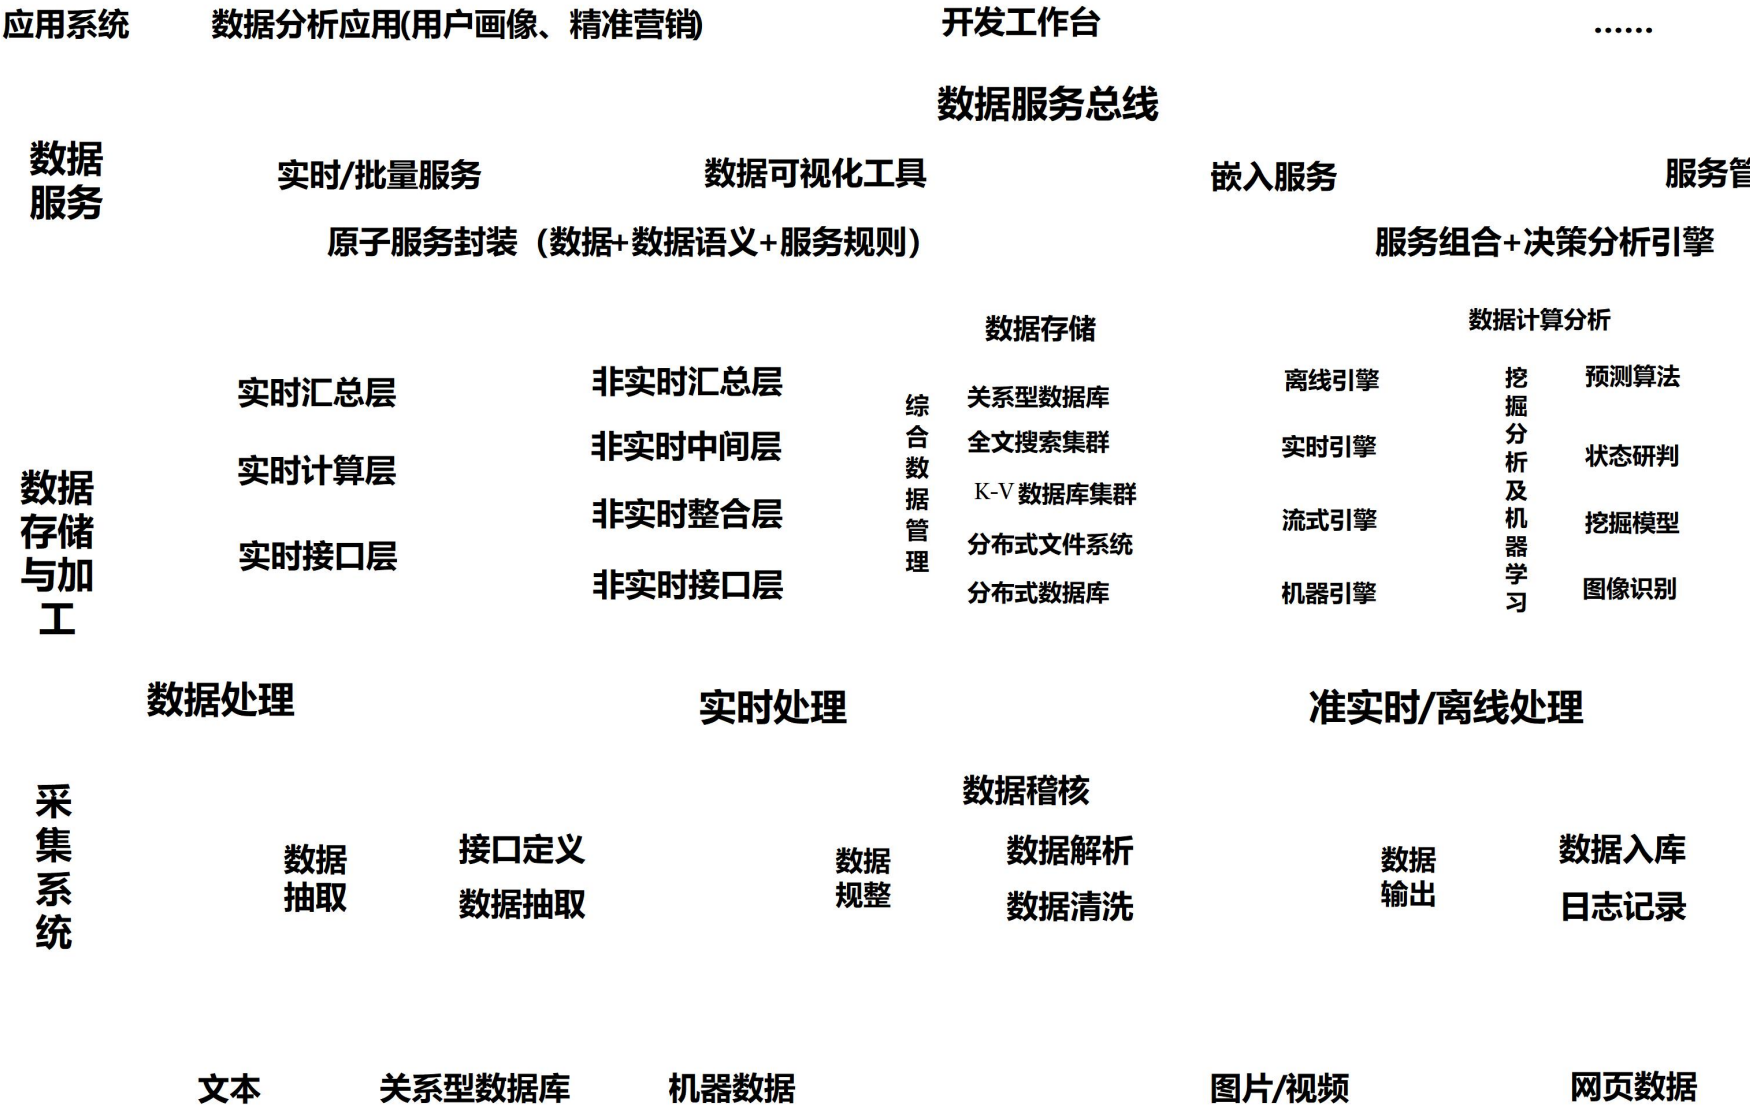 应用系统
数据分析应用(用户画像、精准营销)
开发工作台
......
数据服务总线
数据
服务
实时/批量服务
数据可视化工具
嵌入服务
服务管
原子服务封装（数据+数据语义+服务规则）
服务组合+决策分析引擎
数据存储与加工
实时汇总层
实时计算层
实时接口层
非实时汇总层
非实时中间层
非实时整合层
非实时接口层
综合数据管理
数据存储
关系型数据库
全文搜索集群
K-V 数据库集群
分布式文件系统
分布式数据库
数据计算分析
离线引擎
实时引擎
流式引擎
机器引擎
挖掘分析及机器学习
预测算法
状态研判
挖掘模型
图像识别
数据处理
实时处理
准实时/离线处理
采集系统
数据稽核
数据
抽取
接口定义
数据抽取
数据
规整
数据解析
数据清洗
数据
输出
数据入库
日志记录
文本
关系型数据库
机器数据
图片/视频
网页数据